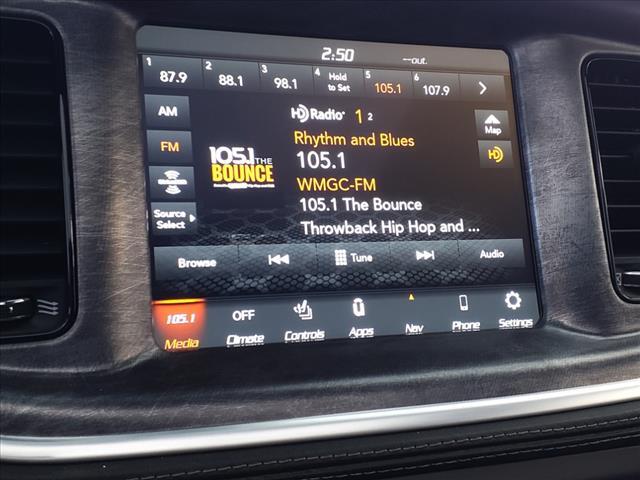 2:50 --out.
1 87.9 2 88.1 3 98.1 4 Hold to Set 5 105.1 6 107.9
AM
HD Radio 1 2
Map
FM
Rhythm and Blues
105.1
HD
105.1 THE
BOUNCE
SiriusXM
WMGC-FM
105.1 The Bounce
Source Select
Throwback Hip Hop and ...
Browse Tune Audio
105.1 OFF
Media Climate Controls Apps Nav Phone Settings